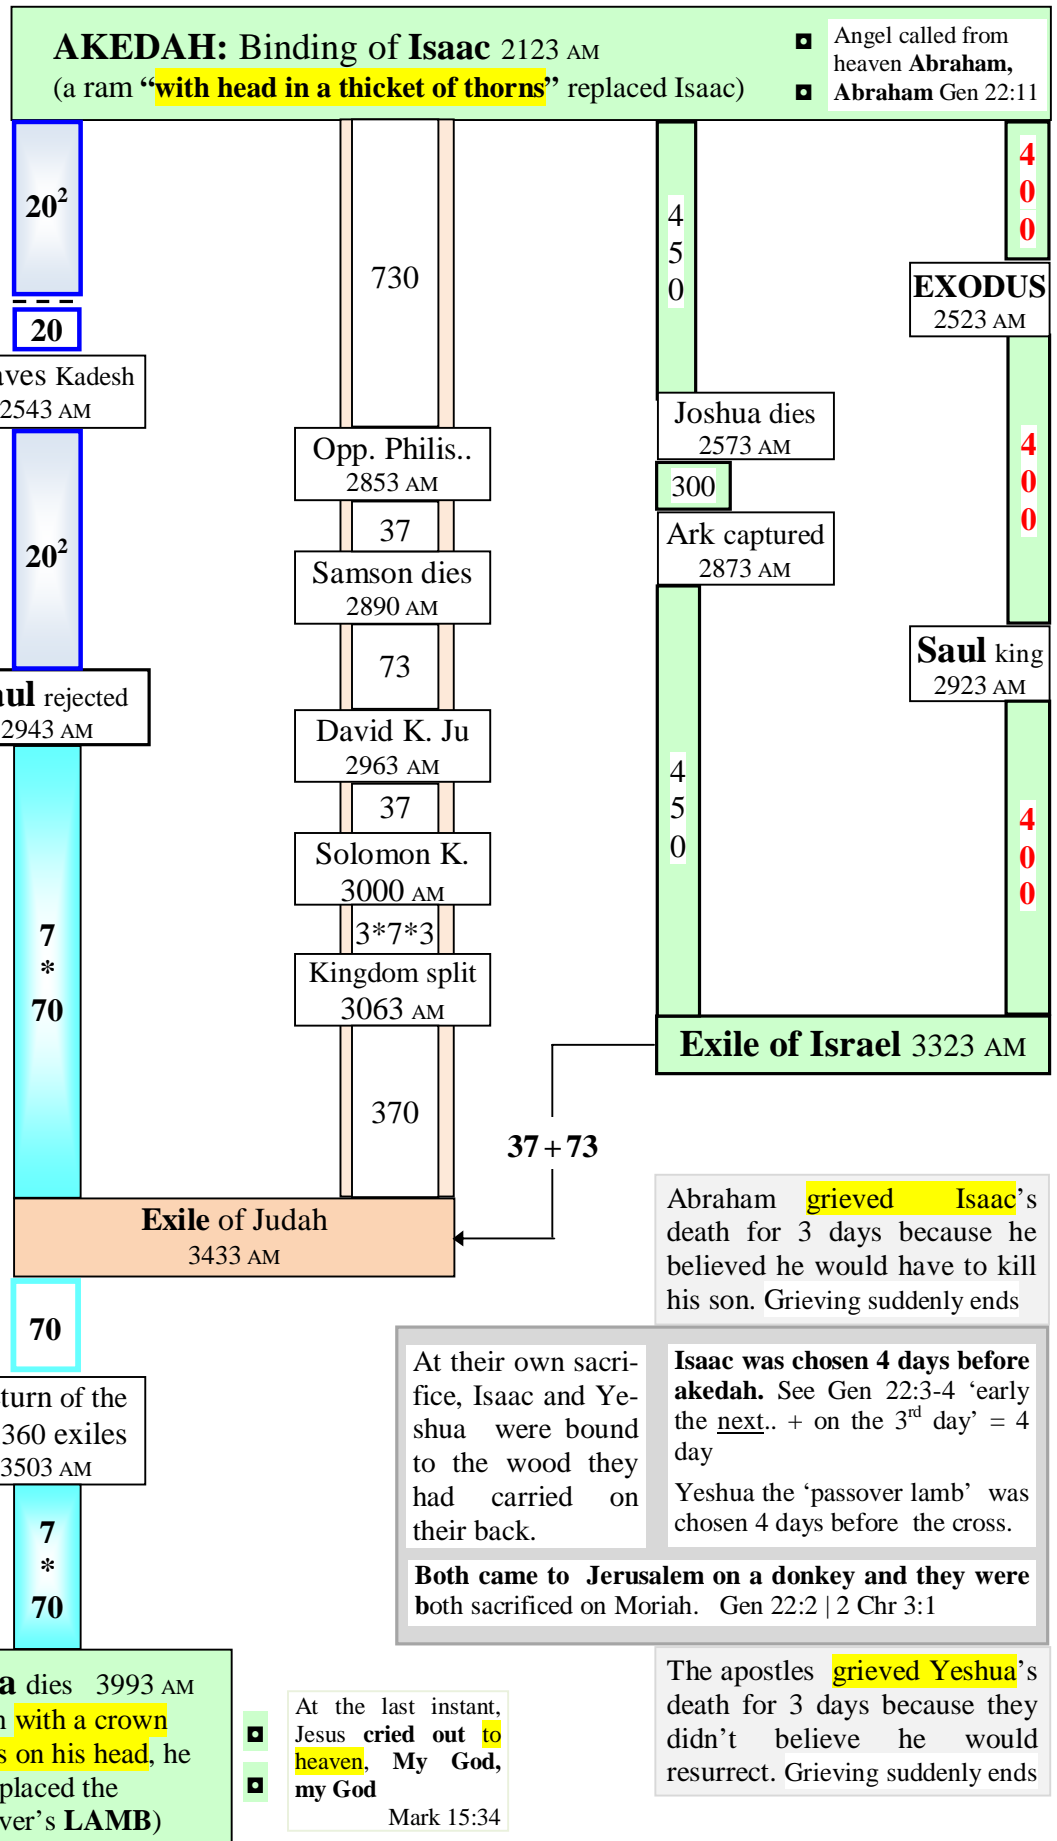 AKEDAH: Binding of Isaac 2123 AM
(a ram “with head in a thicket of thorns” replaced Isaac)
Angel called from
heaven Abraham,
Abraham Gen 22:11
20²
20
aves Kadesh
2543 AM
20²
aul rejected
2943 AM
7
*
70
730
Opp. Philis..
2853 AM
37
Samson dies
2890 AM
73
David K. Ju
2963 AM
37
Solomon K.
3000 AM
3*7*3
Kingdom split
3063 AM
370
4
5
0
Joshua dies
2573 AM
300
Ark captured
2873 AM
4
5
0
4
0
0
EXODUS
2523 AM
4
0
0
Saul king
2923 AM
4
0
0
Exile of Israel 3323 AM
37 + 73
Exile of Judah
3433 AM
70
turn of the
360 exiles
3503 AM
7
*
70
a dies 3993 AM
n with a crown
s on his head, he
placed the
ver’s LAMB)
At the last instant,
Jesus cried out to
heaven, My God,
my God
Mark 15:34
Abraham grieved Isaac’s
death for 3 days because he
believed he would have to kill
his son. Grieving suddenly ends
At their own sacri-
fice, Isaac and Ye-
shua were bound
to the wood they
had carried on
their back.
Isaac was chosen 4 days before
akedah. See Gen 22:3-4 ‘early
the next.. + on the 3rd day’ = 4
day
Yeshua the ‘passover lamb’ was
chosen 4 days before the cross.
Both came to Jerusalem on a donkey and they were
both sacrificed on Moriah. Gen 22:2 | 2 Chr 3:1
The apostles grieved Yeshua’s
death for 3 days because they
didn’t believe he would
resurrect. Grieving suddenly ends